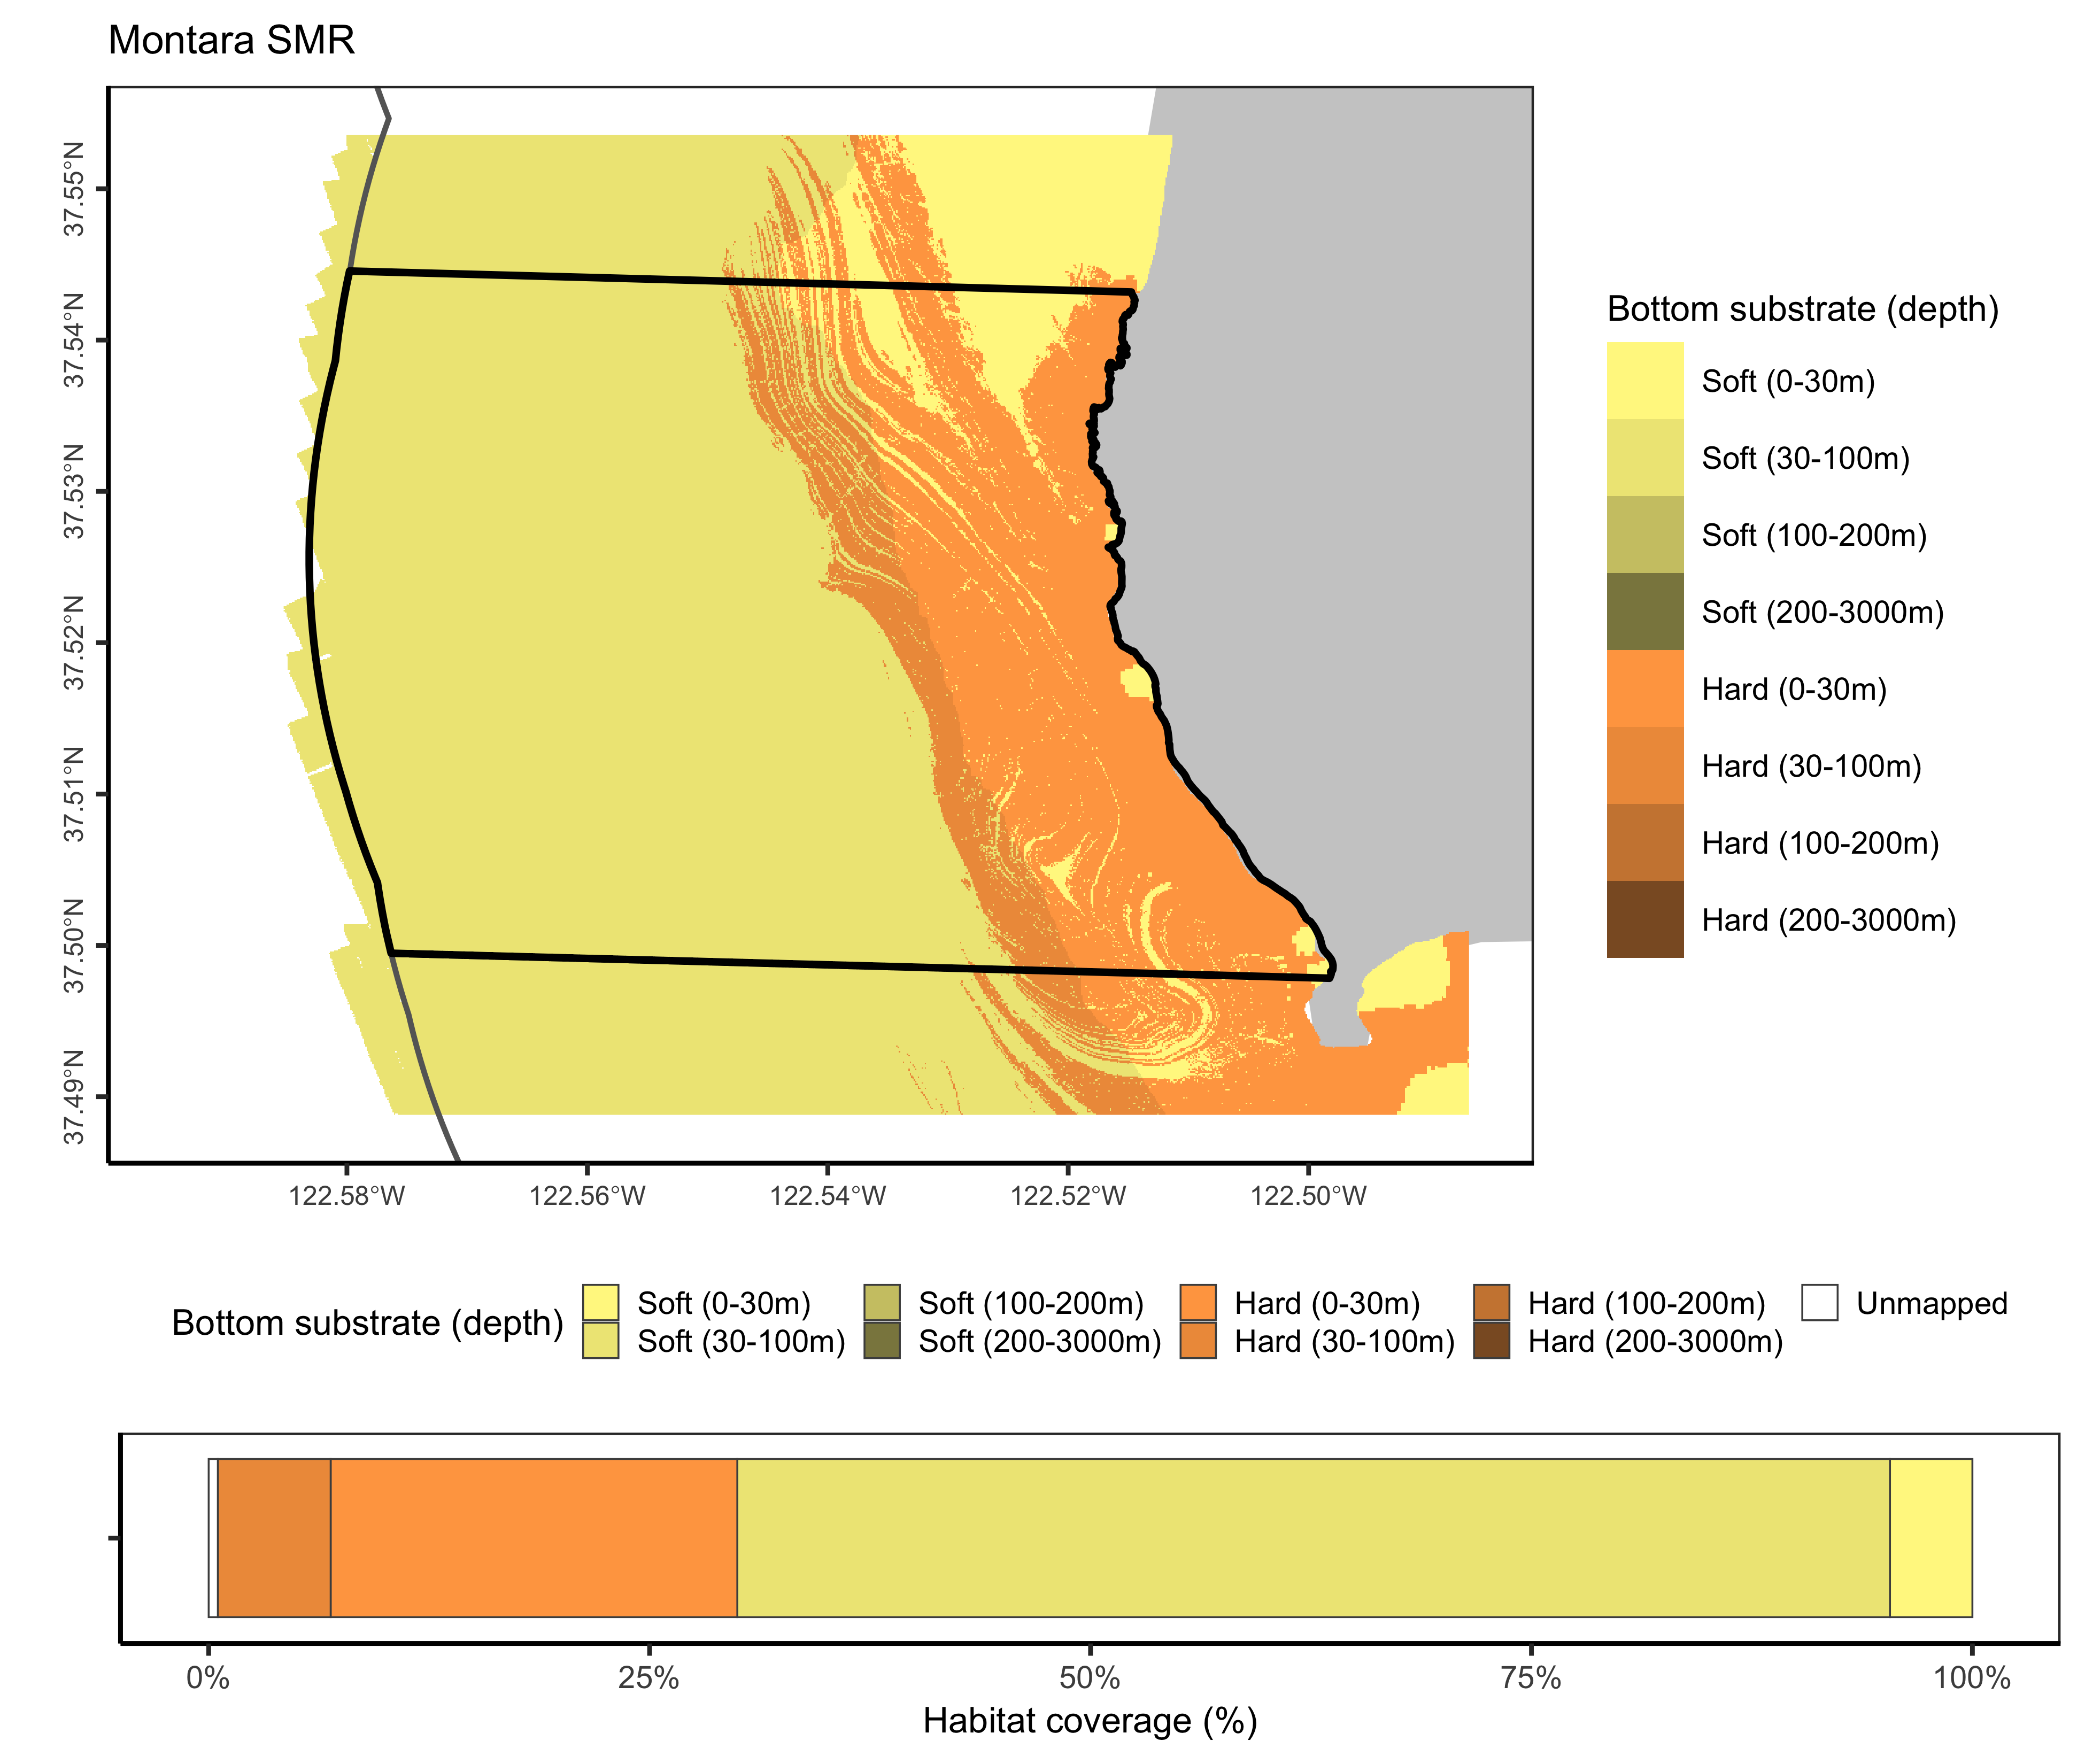 Montara SMR
37.55°N
37.54°N
37.53°N
37.52°N
37.51°N
37.50°N
37.49°N
122.58°W
122.56°W
122.54°W
122.52°W
122.50°W
Bottom substrate (depth)
Soft (0-30m)
Soft (30-100m)
Soft (100-200m)
Soft (200-3000m)
Hard (0-30m)
Hard (30-100m)
Hard (100-200m)
Hard (200-3000m)
Bottom substrate (depth)
Soft (0-30m)
Soft (30-100m)
Soft (100-200m)
Soft (200-3000m)
Hard (0-30m)
Hard (30-100m)
Hard (100-200m)
Hard (200-3000m)
Unmapped
0%
25%
50%
75%
100%
Habitat coverage (%)